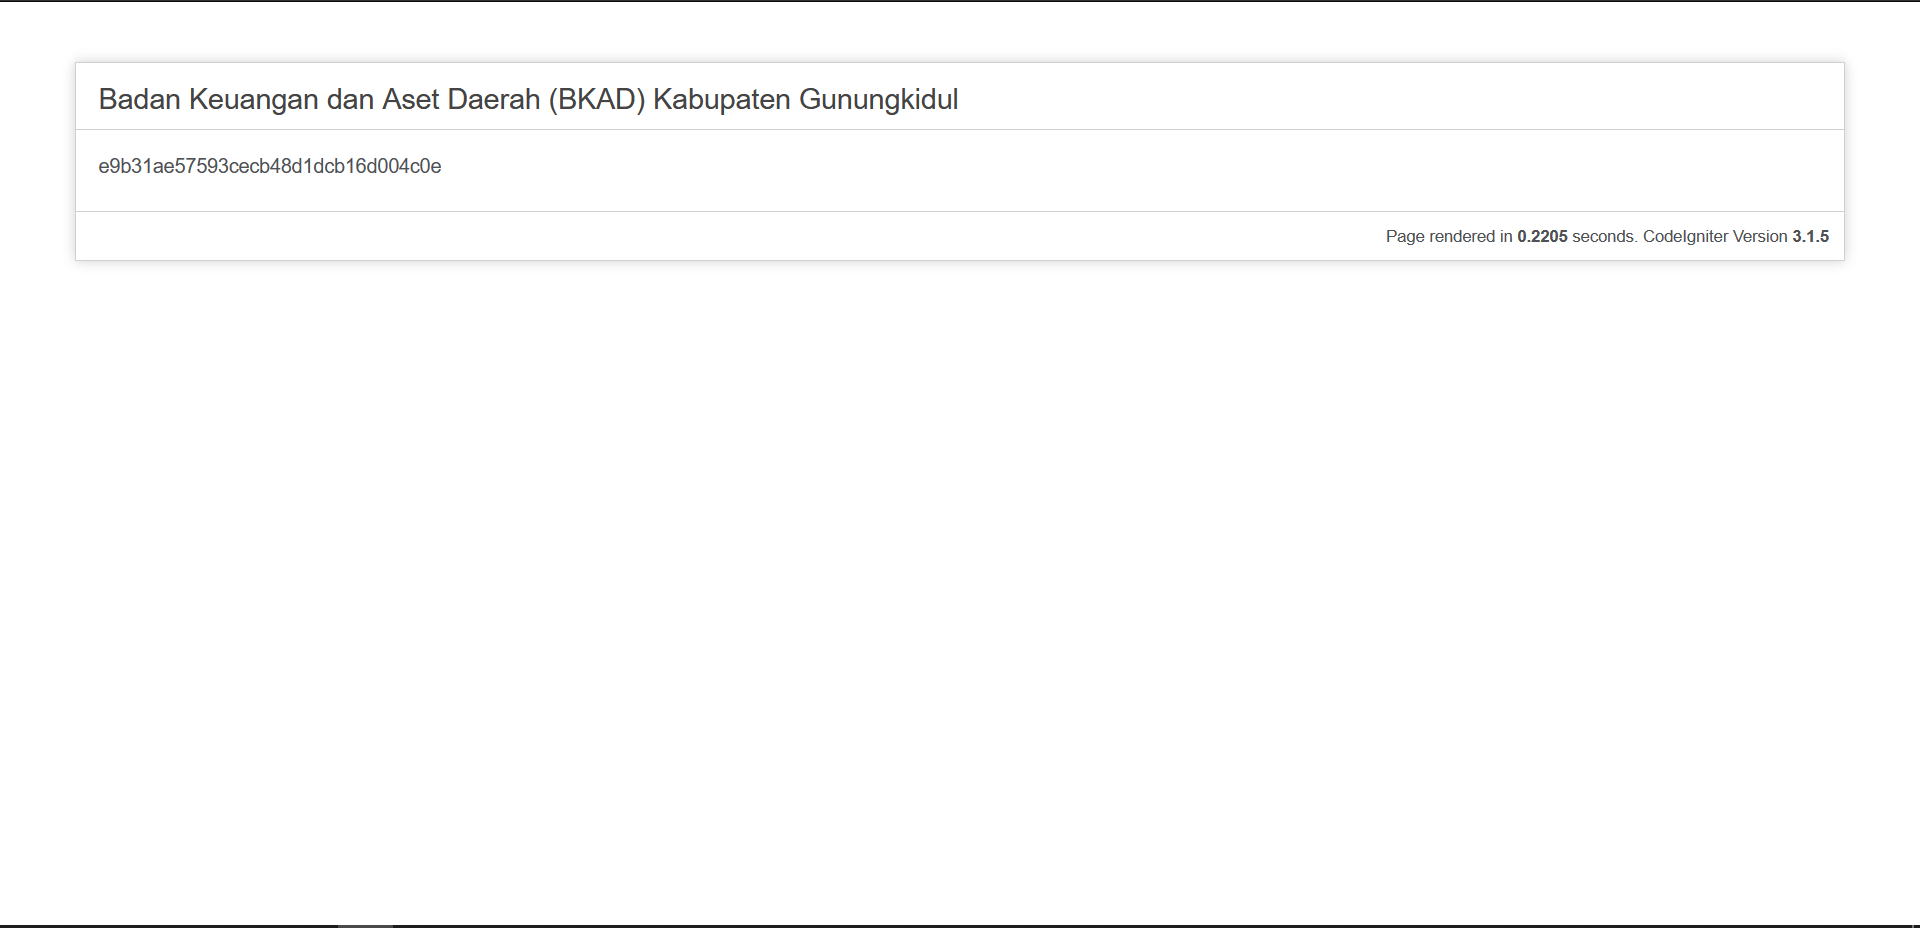 Badan Keuangan dan Aset Daerah (BKAD) Kabupaten Gunungkidul
e9b31ae57593cecb48d1dcb16d004c0e
Page rendered in 0.2205 seconds. CodeIgniter Version 3.1.5